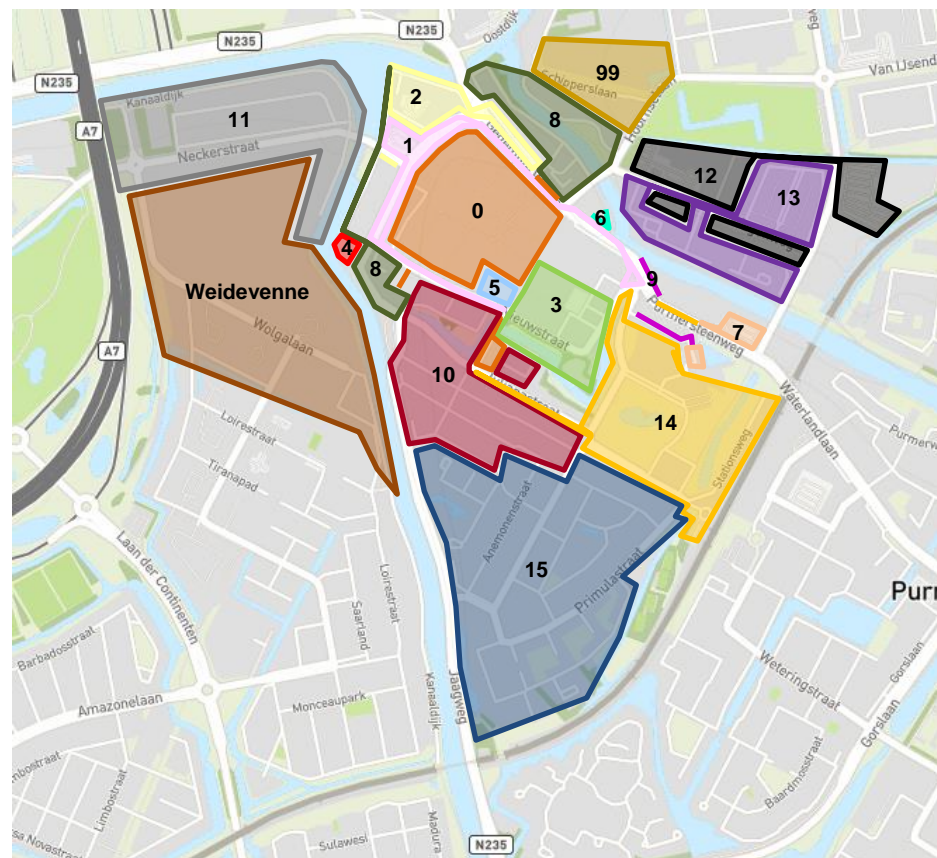 N235
N235
Oostdijk
N235
A7
Kanaaldijk
Neckerstraat
11
2
1
0
8
99
Schipperslaan
Van IJsend
12
13
6
9
4
8
5
3
7
Purmersteenweg
Weidevenne
Wolgalaan
A7
10
14
Stationsweg
Waterlandlaan
Purmerw
Loirestraat
Tiranapad
Anemonenstraat
15
Primulastraat
Laan der Continenten
Loirestraat
Saarland
Purm
Barbadosstraat
Amazonelaan
Monceaupark
Kanaaldijk
Jaagweg
Weteringstraat
Gorslaan
Gorslaan
Baardmosstraat
Limbostraat
Sulawesi
Madura
N235